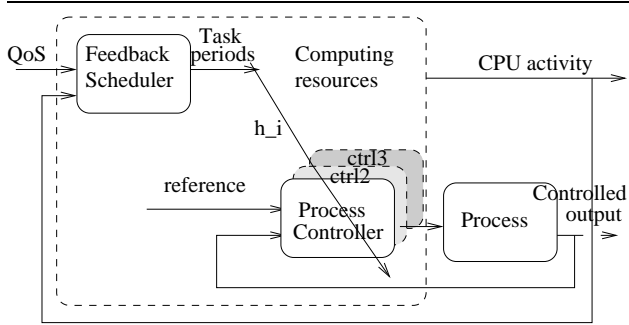 QoS
Feedback
Scheduler
Task
periods
Computing
resources
CPU activity
h_i
ctrl3
ctrl2
reference
Process
Controller
Process
Controlled
output